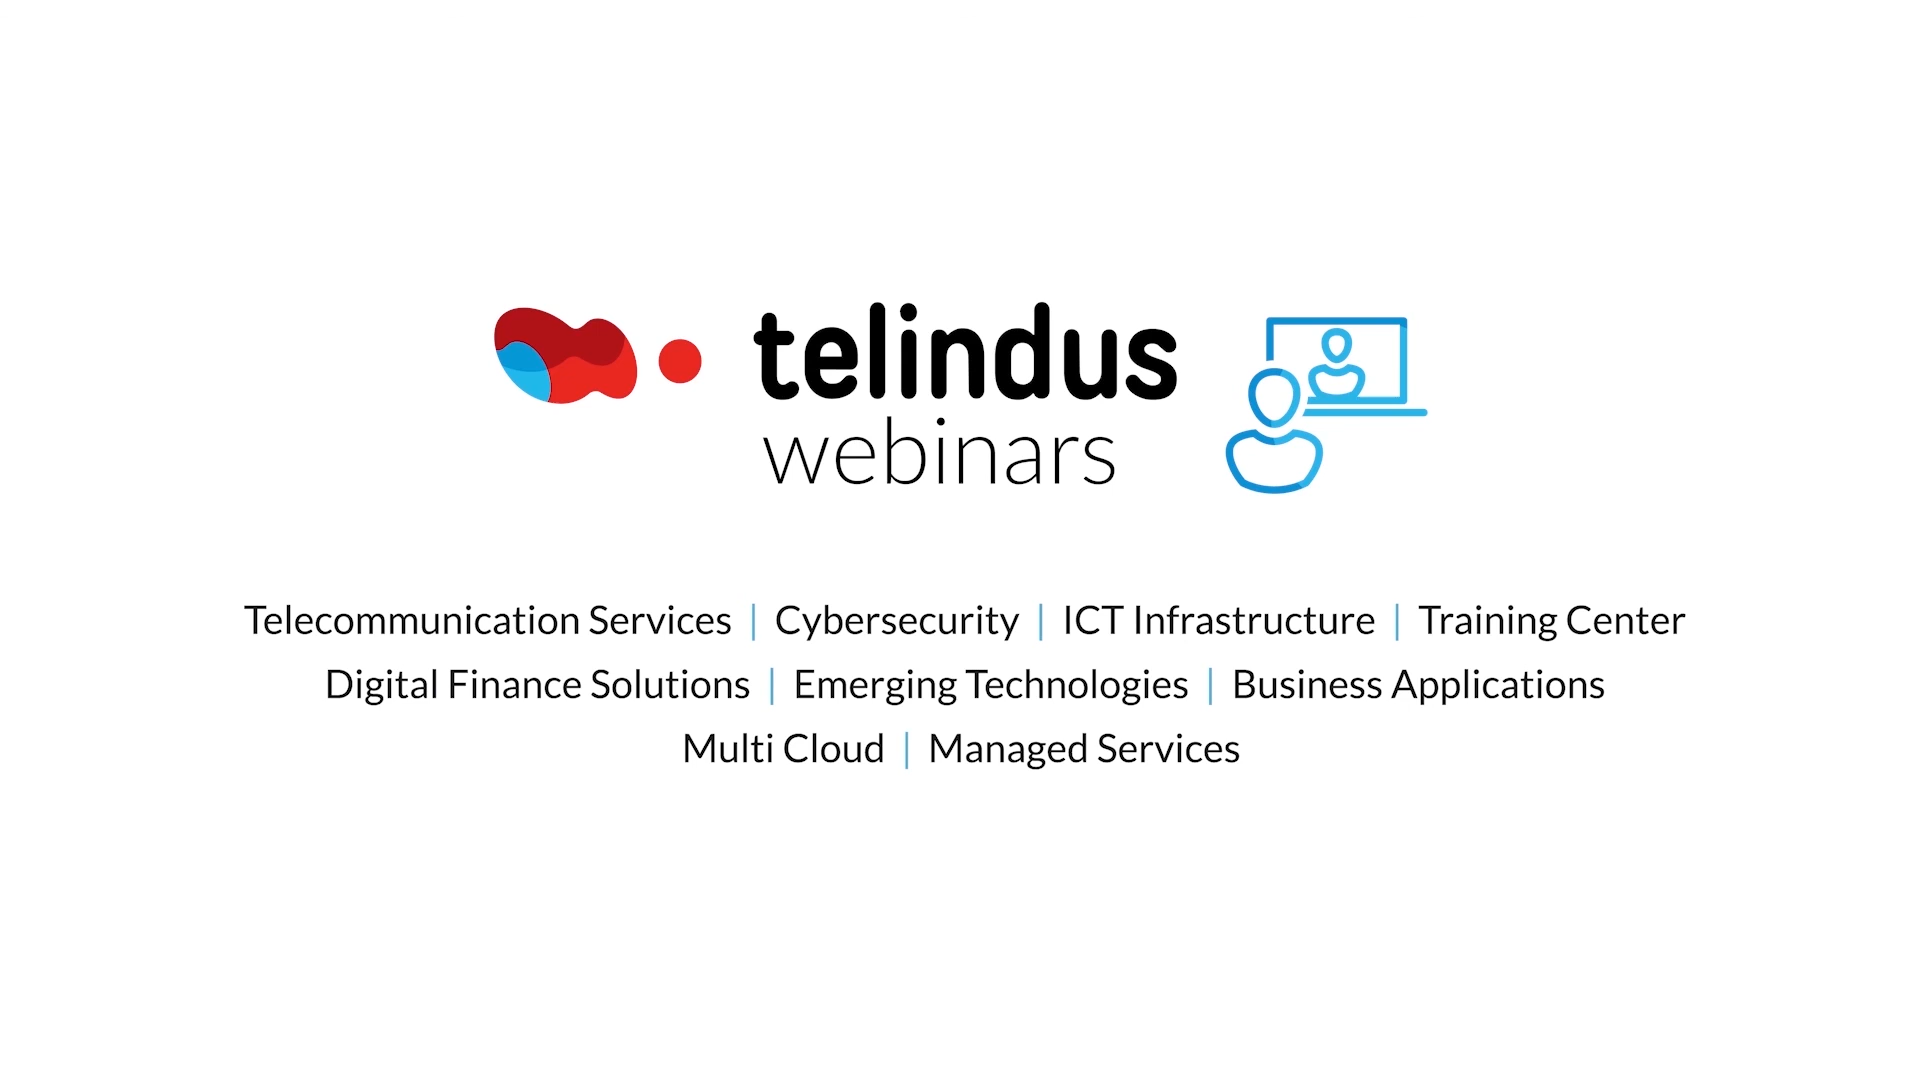 telindus
webinars
Telecommunication Services | Cybersecurity | ICT Infrastructure | Training Center
Digital Finance Solutions | Emerging Technologies | Business Applications
Multi Cloud | Managed Services